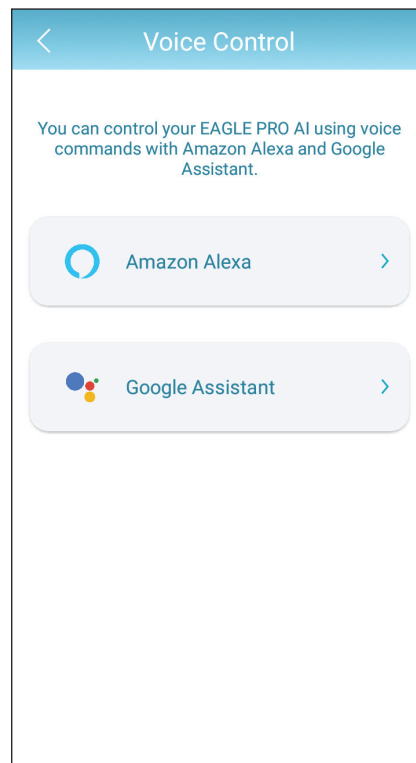 Voice Control
You can control your EAGLE PRO AI using voice
commands with Amazon Alexa and Google
Assistant.
Amazon Alexa
Google Assistant